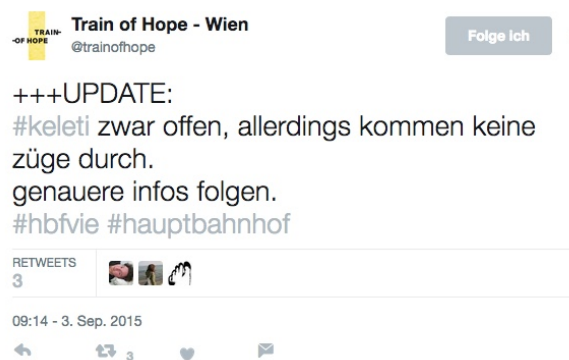 TRAIN-
-OF HOPE
Train of Hope - Wien
@trainofhope
Folge ich
+++UPDATE:
#keleti zwar offen, allerdings kommen keine
züge durch.
genauere infos folgen.
#hbfvie #hauptbahnhof
RETWEETS
3
09:14 - 3. Sep. 2015
3